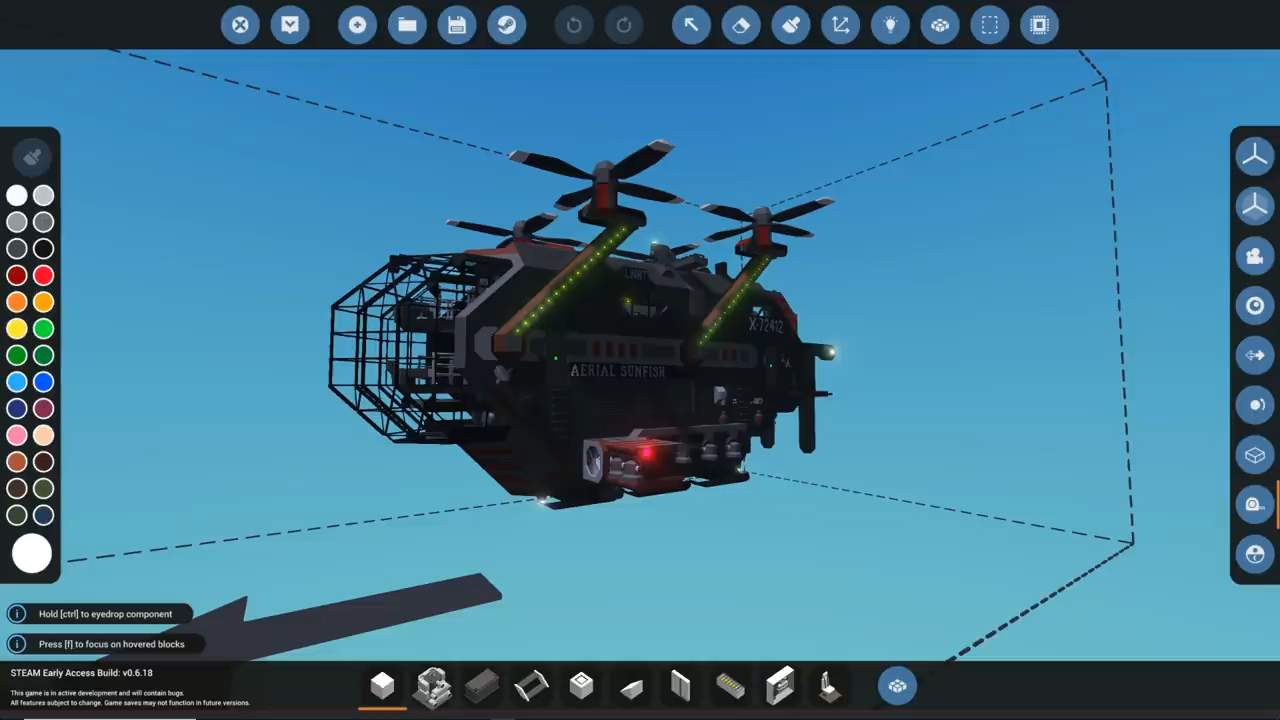 LNMT
X-72412
AERIAL SUNFISH
Hold [ctrl] to eyedrop component
Press [f] to focus on hovered blocks
STEAM Early Access Build: v0.6.18
This game is in active development and will contain bugs.
All features subject to change. Game saves may not function in future versions.